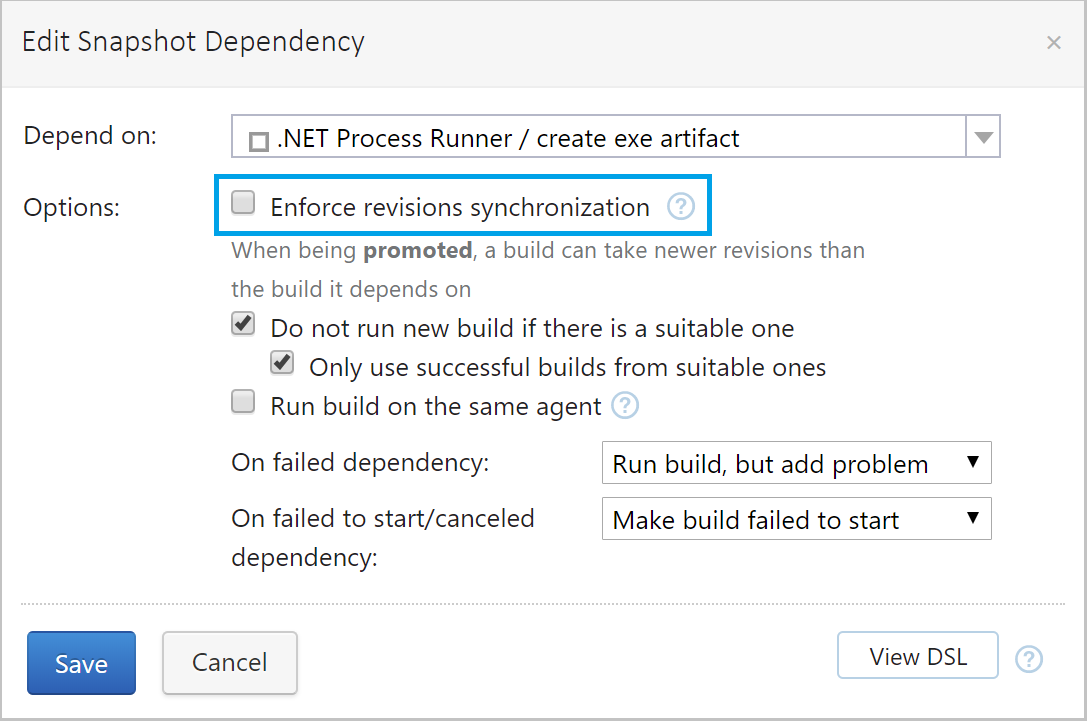 Edit Snapshot Dependency
×
Depend on:
.NET Process Runner / create exe artifact
Options:
Enforce revisions synchronization ?
When being promoted, a build can take newer revisions than
the build it depends on
Do not run new build if there is a suitable one
Only use successful builds from suitable ones
Run build on the same agent ?
On failed dependency:
Run build, but add problem
On failed to start/canceled
dependency:
Make build failed to start
Save
Cancel
View DSL
?